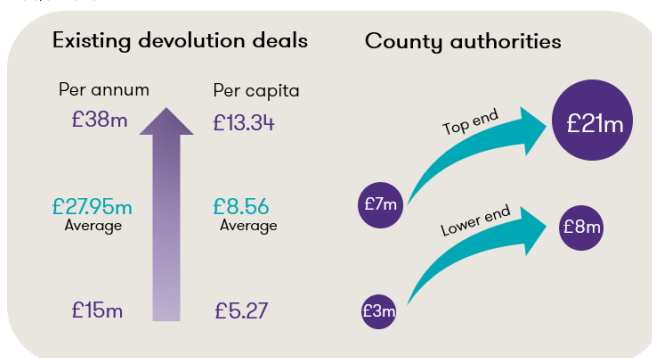 Existing devolution deals
Per annum
Per capita
£38m
£13.34
£27.95m
Average
£8.56
Average
£15m
£5.27
County authorities
Top end
£21m
£7m
Lower end
£8m
£3m